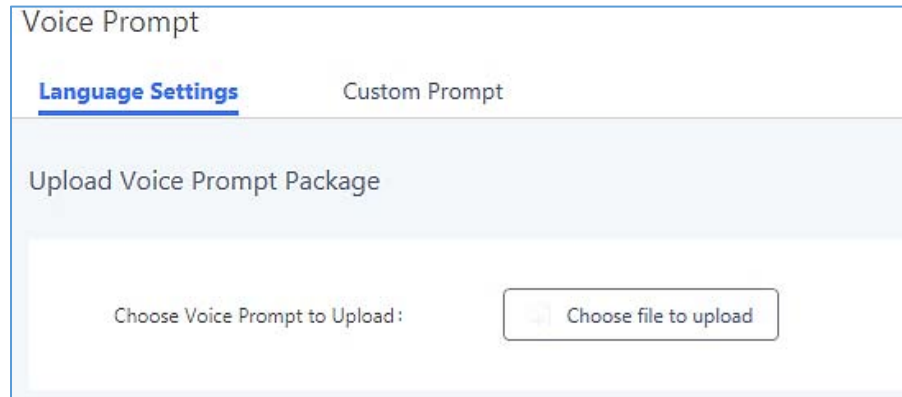 Voice Prompt
Language Settings Custom Prompt
Upload Voice Prompt Package
Choose Voice Prompt to Upload: Choose file to upload